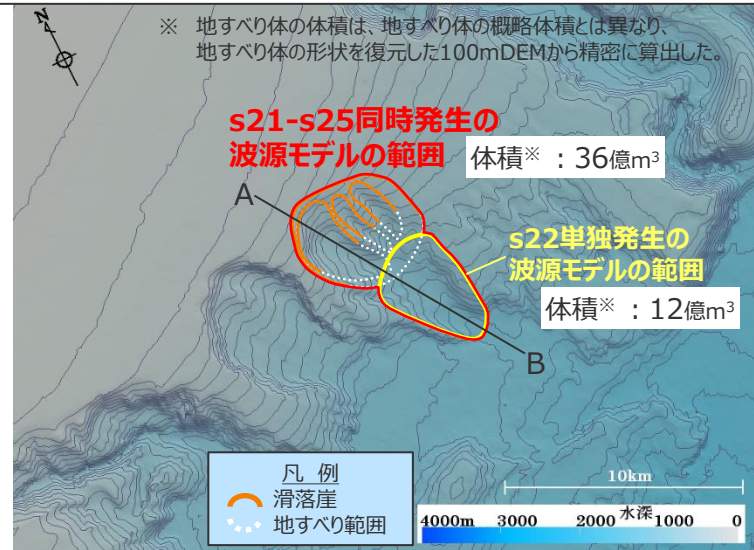 N
※ 地すべり体の体積は、地すべり体の概略体積とは異なり、
地すべり体の形状を復元した100mDEMから精密に算出した。
s21-s25同時発生の
波源モデルの範囲
体積※ ：36億m³
A
s22単独発生の
波源モデルの範囲
体積※ ：12億m³
B
凡 例
滑落崖
地すべり範囲
10km
水深
4000m 3000 2000 1000 0